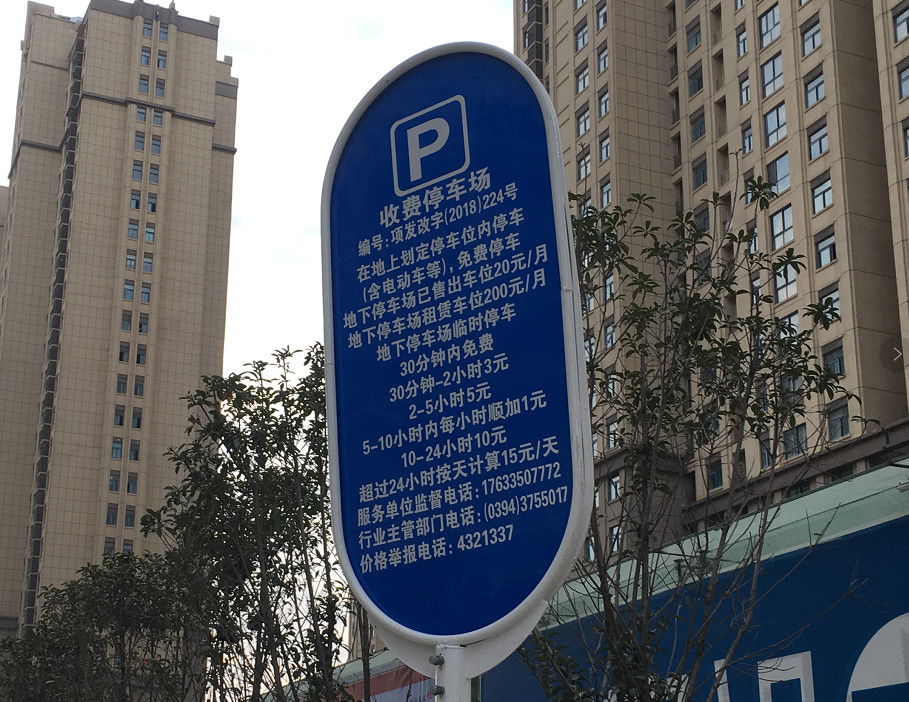 P
收费停车场
编号：项发改字(2018)224号
在地上划定停车位内停车
(含电动车等)，免费停车
地下停车场已售出车位20元/月
地下停车场租赁车位200元/月
地下停车场临时停车
30分钟内免费
30分钟-2小时3元
2-5小时5元
5-10小时内每小时顺加1元
10-24小时10元
超过24小时按天计算15元/天
服务单位监督电话：17633507772
行业主管部门电话：(0394)3755017
价格举报电话：4321337